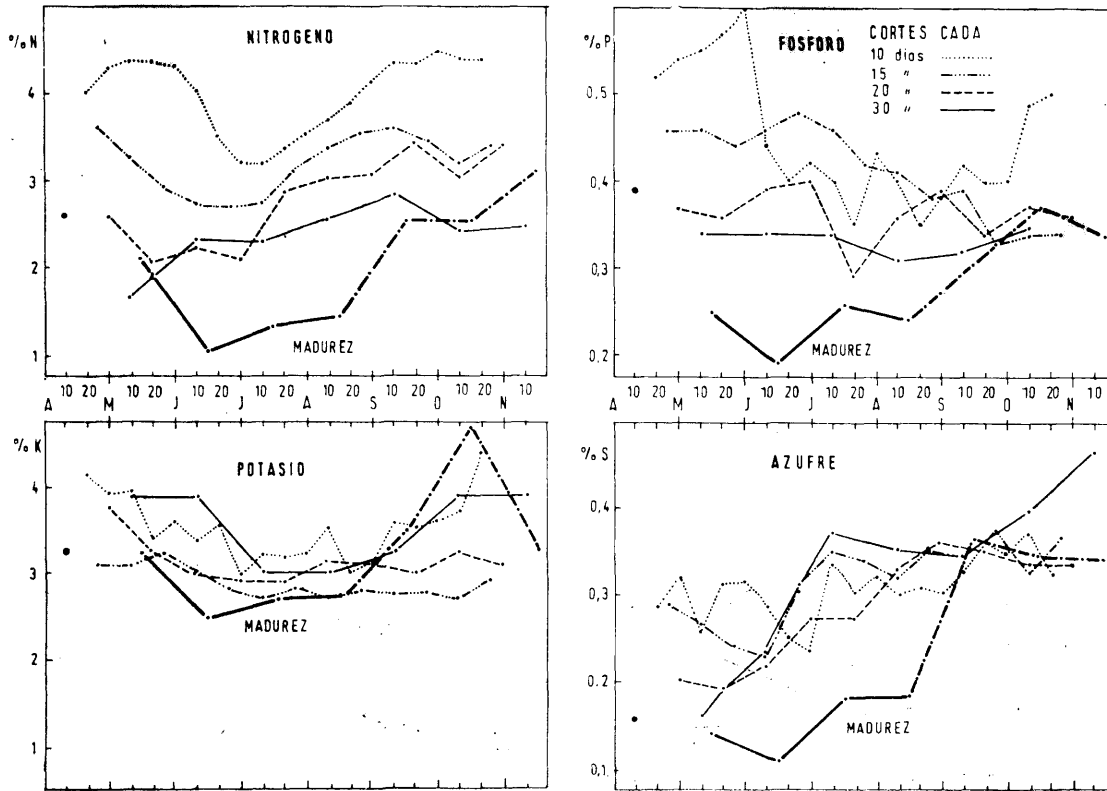 %N
NITROGENO
4
3
2
1
MADUREZ
%P
FOSFORO
CORTES CADA
10 dias
15 "
20 "
30 "
0,5
0,4
0,3
0,2
MADUREZ
10 20 10 20 10 20 10 20 10 20 10 20 10 20 10
A M J J A S O N
10 20 10 20 10 20 10 20 10 20 10 20 10 20 10
A M J J A S O N
%K
POTASIO
4
3
2
1
MADUREZ
%S
AZUFRE
0,4
0,3
0,2
0,1
MADUREZ